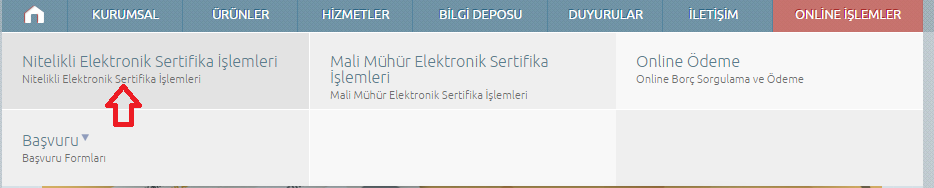 KURUMSAL ÜRÜNLER HİZMETLER BİLGİ DEPOSU DUYURULAR İLETİŞİM ONLİNE İŞLEMLER
Nitelikli Elektronik Sertifika İşlemleri
Nitelikli Elektronik Sertifika İşlemleri
Mali Mühür Elektronik Sertifika
İşlemleri
Mali Mühür Elektronik Sertifika İşlemleri
Online Ödeme
Online Borç Sorgulama ve Ödeme
Başvuru
Başvuru Formları